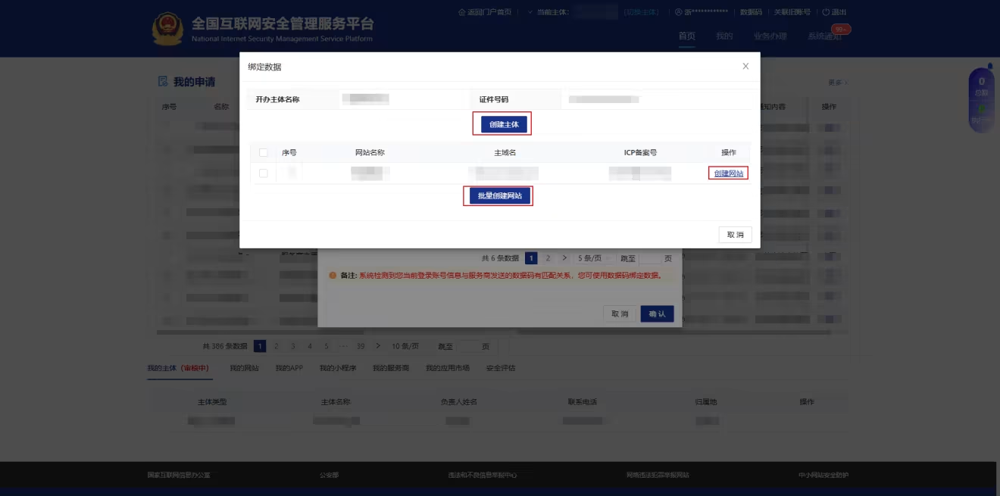 返回门户首页 当前主体: [切换主体] 浙************ 数据码 关联旧账号 退出
全国互联网安全管理服务平台
National Internet Security Management Service Platform
首页 我的 业务办理 系统通知 99+
绑定数据
我的申请 更多
开办主体名称 证件号码
0
总数
序号 名称 通知内容 操作
创建主体
序号 网站名称 主域名 ICP备案号 操作
创建网站
批量创建网站
取 消
共 6 条数据 1 2 > 5 条/页 跳至 页
备注: 系统检测到您当前登录账号信息与服务商发送的数据码有匹配关系，您可使用数据码绑定数据。
取 消 确 认
共 386 条数据 1 2 3 4 5 ··· 39 > 10 条/页 跳至 页
我的主体 (审核中) 我的网站 我的APP 我的小程序 我的服务商 我的应用市场 安全评估
主体类型 主体名称 负责人姓名 联系电话 归属地 操作
国家互联网信息办公室 公安部 违法和不良信息举报中心 网络违法犯罪举报网站 中小网站安全防护